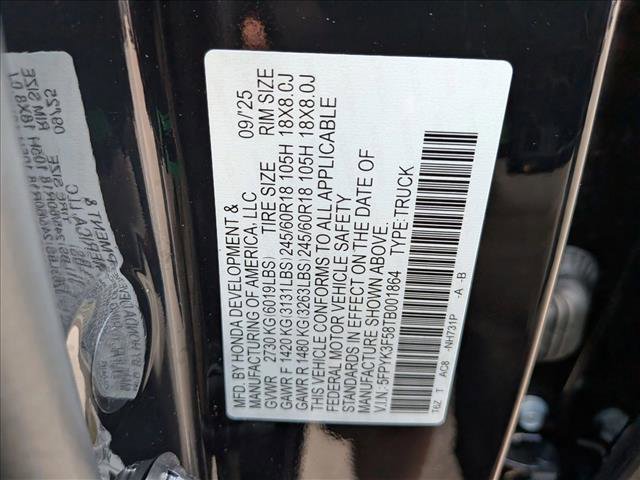 MFD. BY HONDA DEVELOPMENT &
MANUFACTURING OF AMERICA, LLC 09/'25
GVWR 2730 KG (6019LBS) TIRE SIZE RIM SIZE
GAWR F 1420 KG (3131LBS) 245/60R18 105H 18X8.0J
GAWR R 1480 KG (3263LBS) 245/60R18 105H 18X8.0J
THIS VEHICLE CONFORMS TO ALL APPLICABLE
FEDERAL MOTOR VEHICLE SAFETY
STANDARDS IN EFFECT ON THE DATE OF
MANUFACTURE SHOWN ABOVE.
V.I.N.: 5FPYK3F581TB001864 TYPE:TRUCK
T6Z T AC8 -NH731P -A -B